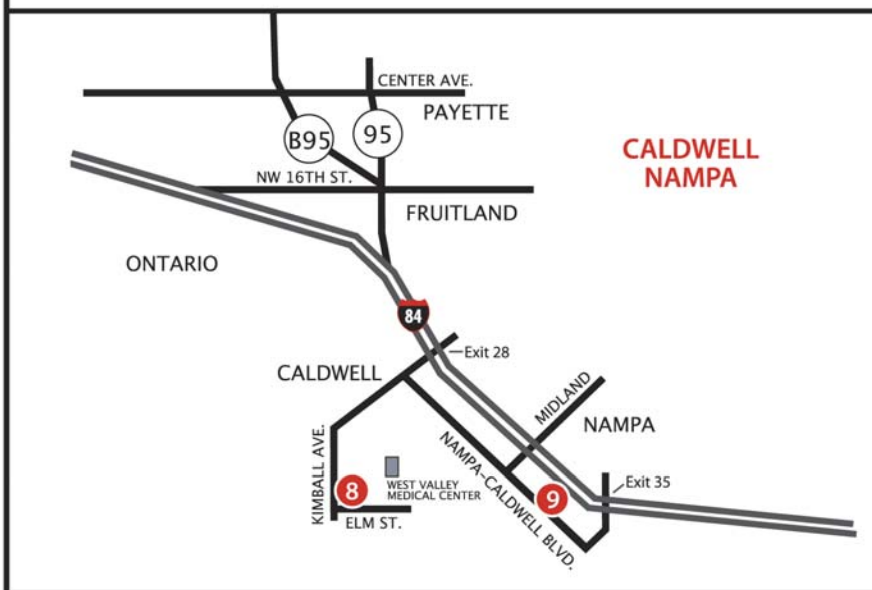 CENTER AVE.
PAYETTE
B95
95
CALDWELL
NAMPA
NW 16TH ST.
FRUITLAND
ONTARIO
84
Exit 28
CALDWELL
MIDLAND
NAMPA
KIMBALL AVE.
NAMPA-CALDWELL BLVD.
WEST VALLEY
MEDICAL CENTER
8
9
Exit 35
ELM ST.